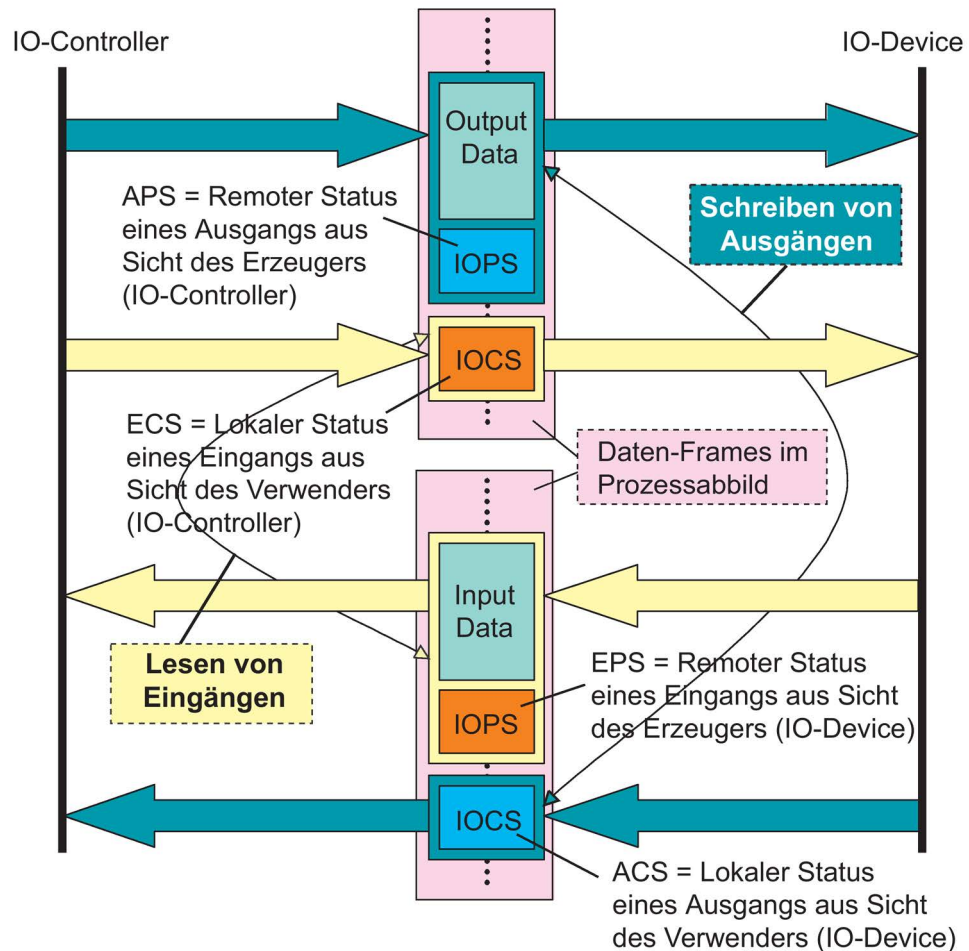 IO-Controller
IO-Device
Output
Data
APS = Remoter Status
eines Ausgangs aus
Sicht des Erzeugers
(IO-Controller)
IOPS
Schreiben von
Ausgängen
IOCS
ECS = Lokaler Status
eines Eingangs aus
Sicht des Verwenders
(IO-Controller)
Daten-Frames im
Prozessabbild
Input
Data
Lesen von
Eingängen
IOPS
EPS = Remoter Status
eines Eingangs aus Sicht
des Erzeugers (IO-Device)
IOCS
ACS = Lokaler Status
eines Ausgangs aus Sicht
des Verwenders (IO-Device)